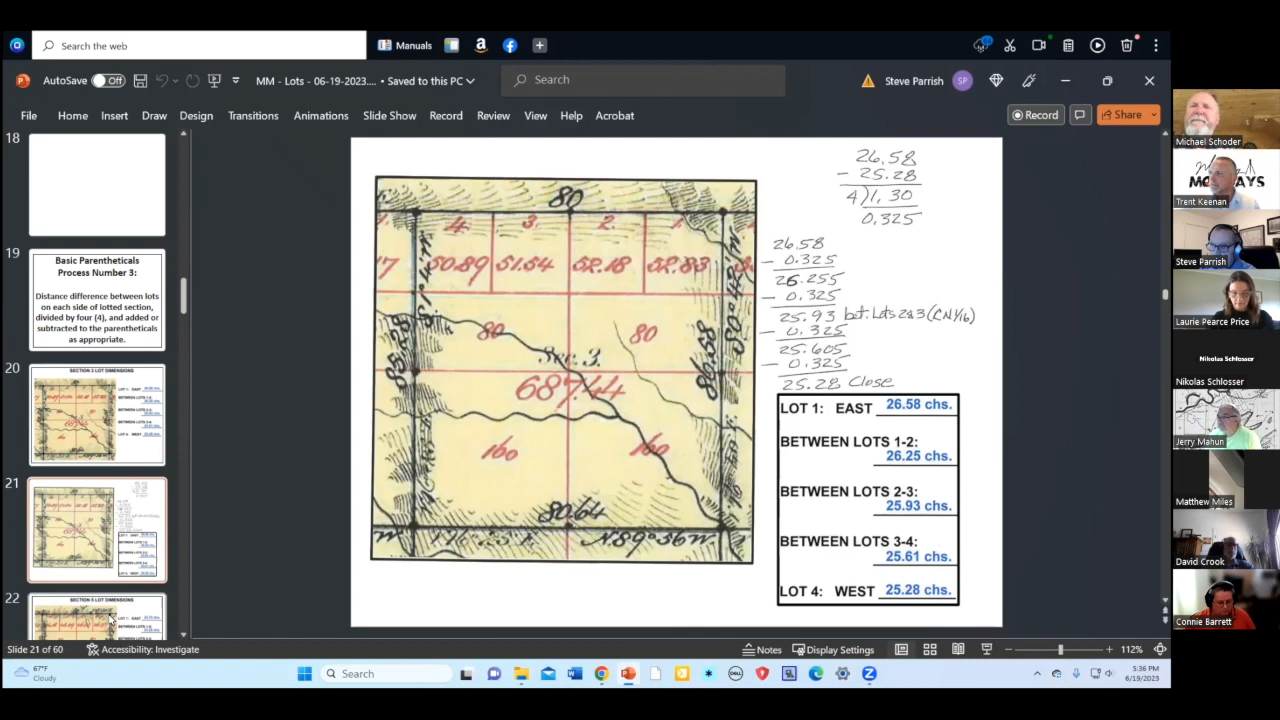 Search the web
Manuals
AutoSave Off
MM - Lots - 06-19-2023.... • Saved to this PC
Search
Steve Parrish SP
File Home Insert Draw Design Transitions Animations Slide Show Record Review View Help Acrobat
Record
Share
18
19
Basic Parentheticals
Process Number 3:
Distance difference between lots
on each side of lotted section,
divided by four (4), and added or
subtracted to the parentheticals
as appropriate.
20
SECTION 3 LOT DIMENSIONS
21
22
SECTION 5 LOT DIMENSIONS
80
4. 3. 2. 1.
50.89 51.54 52.18 52.83
80 80
Sec. 3.
687.44
160 160
80.64
N.89°36'W
85.28
86.58
26.58
- 25.28
4)1.30
0.325
26.58
- 0.325
26.255
- 0.325
25.93 bet. Lots 2&3 (C N 1/16)
- 0.325
25.605
- 0.325
25.28 Close
LOT 1: EAST 26.58 chs.
BETWEEN LOTS 1-2:
26.25 chs.
BETWEEN LOTS 2-3:
25.93 chs.
BETWEEN LOTS 3-4:
25.61 chs.
LOT 4: WEST 25.28 chs.
Michael Schoder
MONDAYS
Trent Keenan
Steve Parrish
Laurie Pearce Price
Nikolas Schlosser
Nikolas Schlosser
Jerry Mahun
Matthew Miles
David Crook
Connie Barrett
Slide 21 of 60
Accessibility: Investigate
Notes
Display Settings
112%
67°F
Cloudy
Search
5:36 PM
6/19/2023